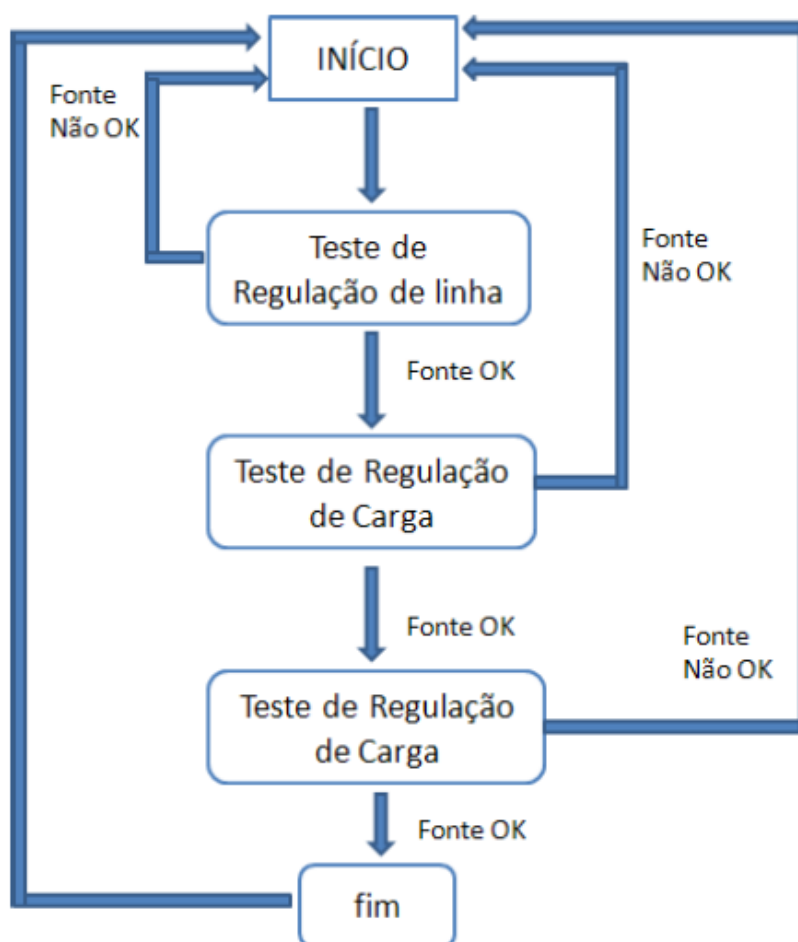 INÍCIO
Fonte
Não OK
Teste de
Regulação de linha
Fonte
Não OK
Fonte OK
Teste de Regulação
de Carga
Fonte OK
Fonte
Não OK
Teste de Regulação
de Carga
Fonte OK
fim